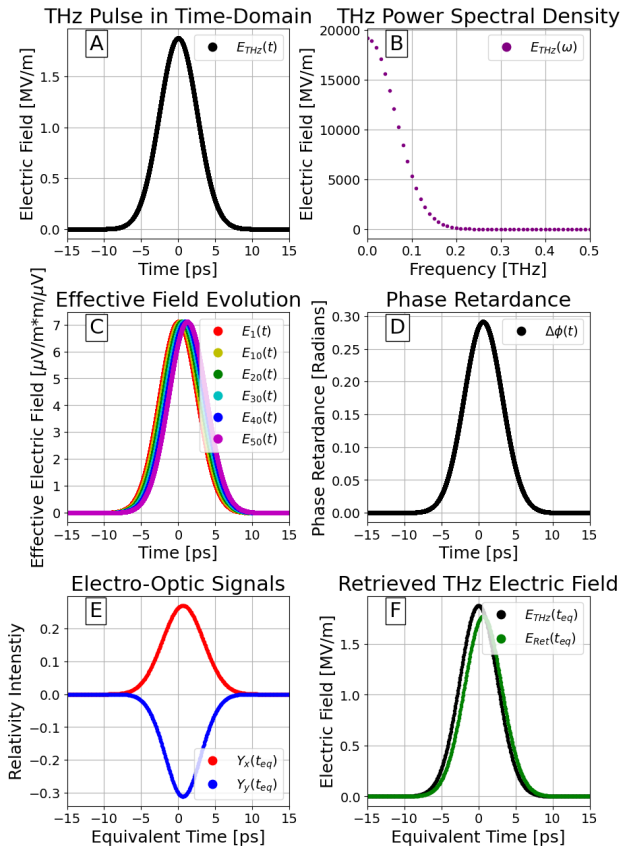 THz Pulse in Time-Domain
A
E_THz(t)
Electric Field [MV/m]
1.5
1.0
0.5
0.0
−15 −10 −5 0 5 10 15
Time [ps]
THz Power Spectral Density
B
E_THz(ω)
Electric Field [MV/m]
20000
15000
10000
5000
0
0.0 0.1 0.2 0.3 0.4 0.5
Frequency [THz]
Effective Field Evolution
C
E_1(t)
E_10(t)
E_20(t)
E_30(t)
E_40(t)
E_50(t)
Effective Electric Field [μV/m*m/μV]
7
6
5
4
3
2
1
0
−15 −10 −5 0 5 10 15
Time [ps]
Phase Retardance
D
Δϕ(t)
Phase Retardance [Radians]
0.30
0.25
0.20
0.15
0.10
0.05
0.00
−15 −10 −5 0 5 10 15
Time [ps]
Electro-Optic Signals
E
Relativity Intenstiy
0.2
0.1
0.0
−0.1
−0.2
−0.3
Y_x(t_eq)
Y_y(t_eq)
−15 −10 −5 0 5 10 15
Equivalent Time [ps]
Retrieved THz Electric Field
F
E_THz(t_eq)
E_Ret(t_eq)
Electric Field [MV/m]
1.5
1.0
0.5
0.0
−15 −10 −5 0 5 10 15
Equivalent Time [ps]